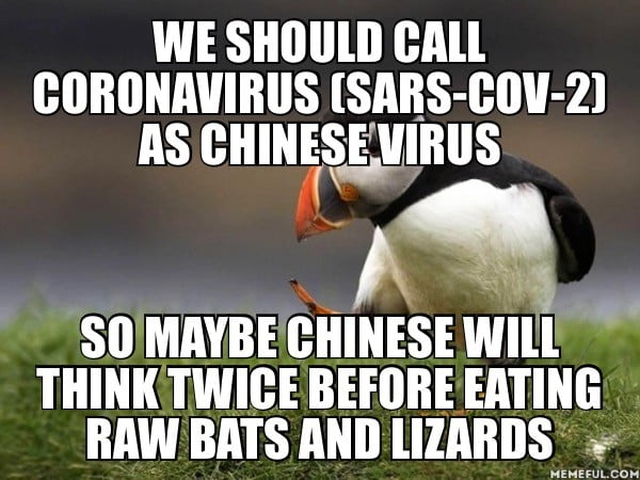 WE SHOULD CALL
CORONAVIRUS (SARS-COV-2)
AS CHINESE VIRUS
SO MAYBE CHINESE WILL
THINK TWICE BEFORE EATING
RAW BATS AND LIZARDS
MEMEFUL.COM